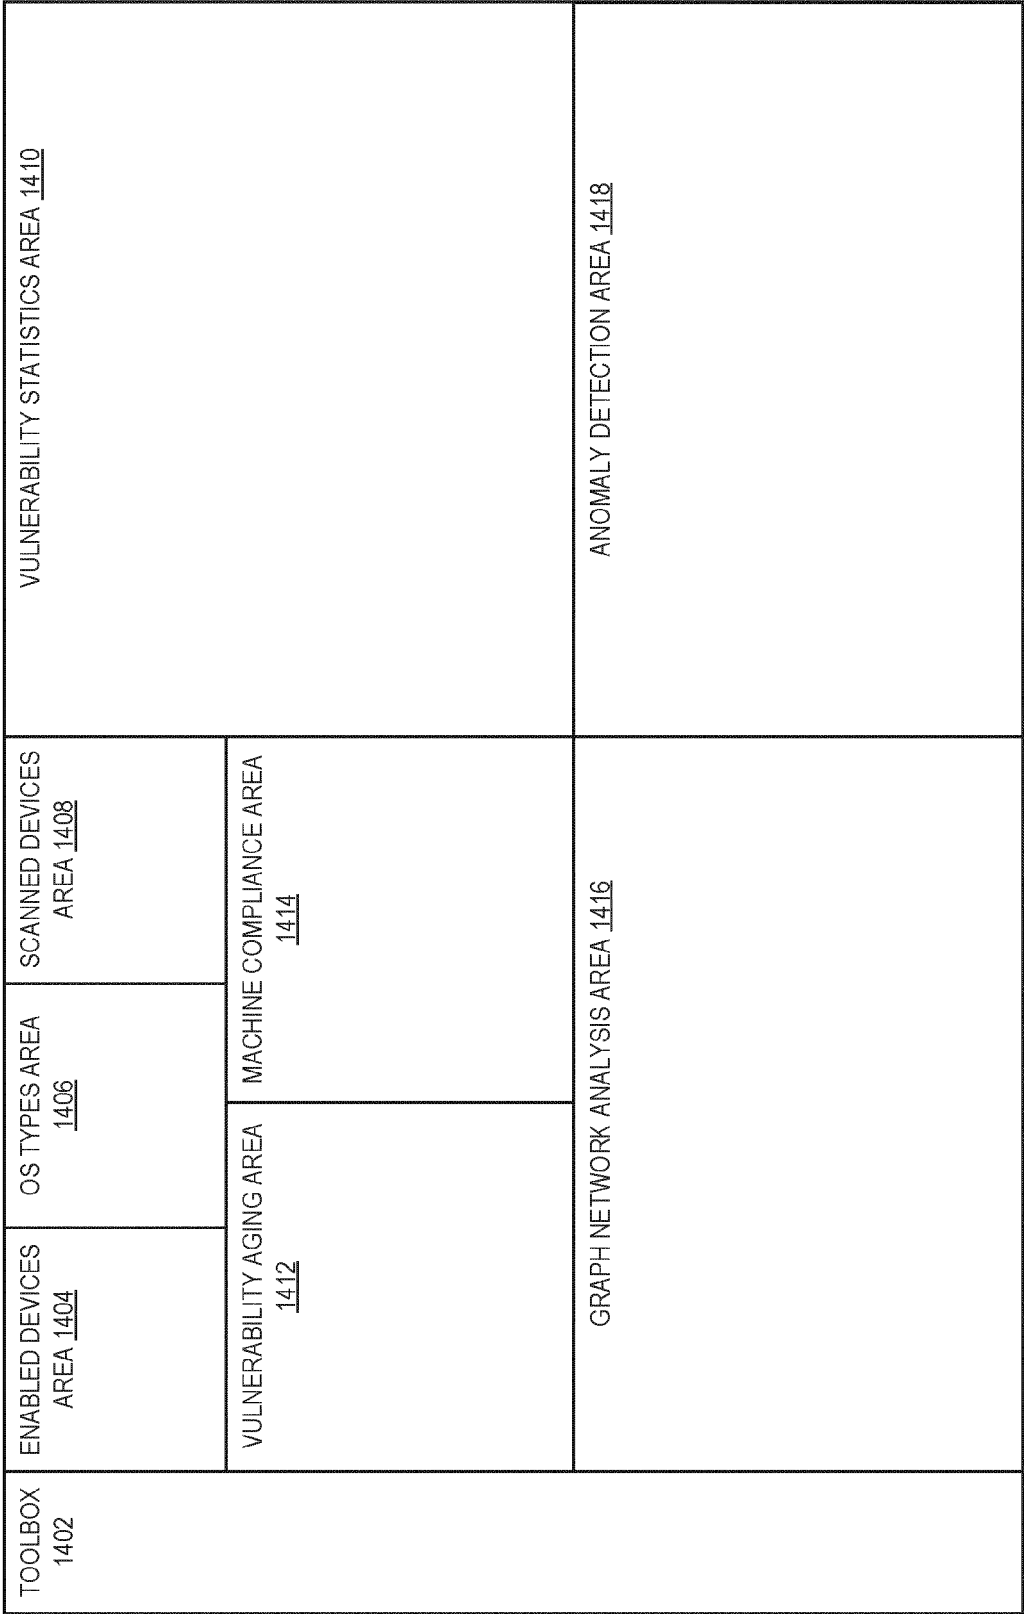 TOOLBOX
1402
ENABLED DEVICES
AREA 1404
OS TYPES AREA
1406
SCANNED DEVICES
AREA 1408
VULNERABILITY STATISTICS AREA 1410
VULNERABILITY AGING AREA
1412
MACHINE COMPLIANCE AREA
1414
GRAPH NETWORK ANALYSIS AREA 1416
ANOMALY DETECTION AREA 1418